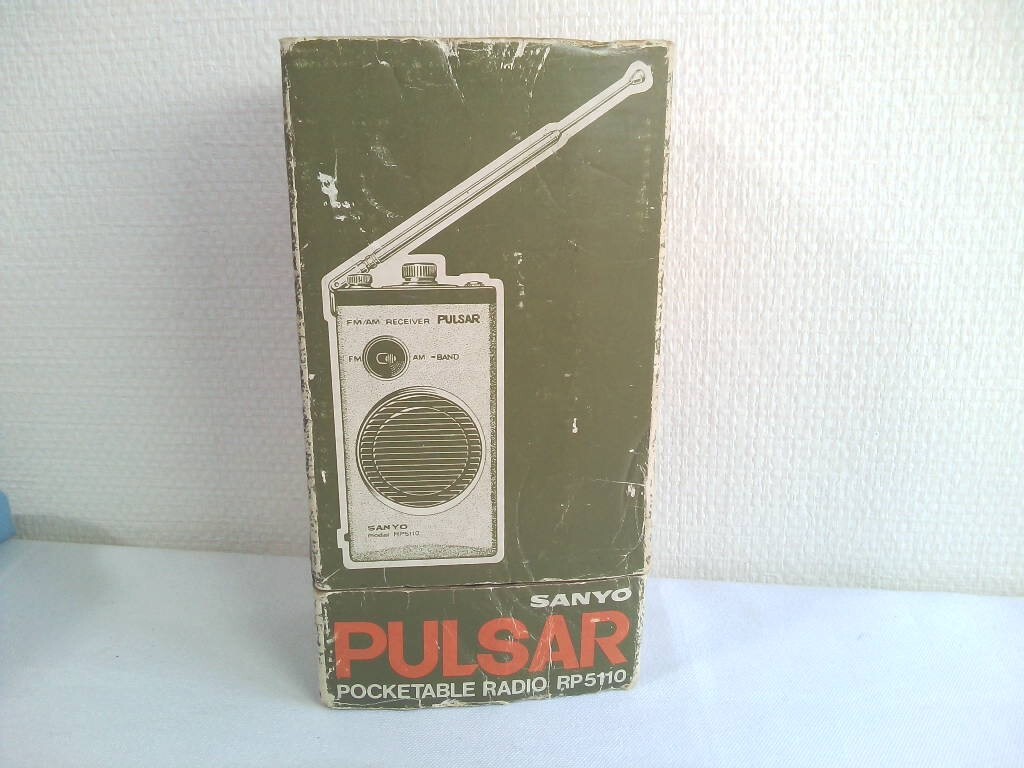 FM/AM RECEIVER PULSAR
FM AM -BAND
SANYO
model RP5110
SANYO
PULSAR
POCKETABLE RADIO RP5110